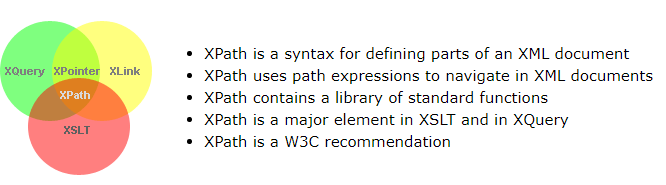 XQuery XPointer XLink
XPath
XSLT
XPath is a syntax for defining parts of an XML document
XPath uses path expressions to navigate in XML documents
XPath contains a library of standard functions
XPath is a major element in XSLT and in XQuery
XPath is a W3C recommendation